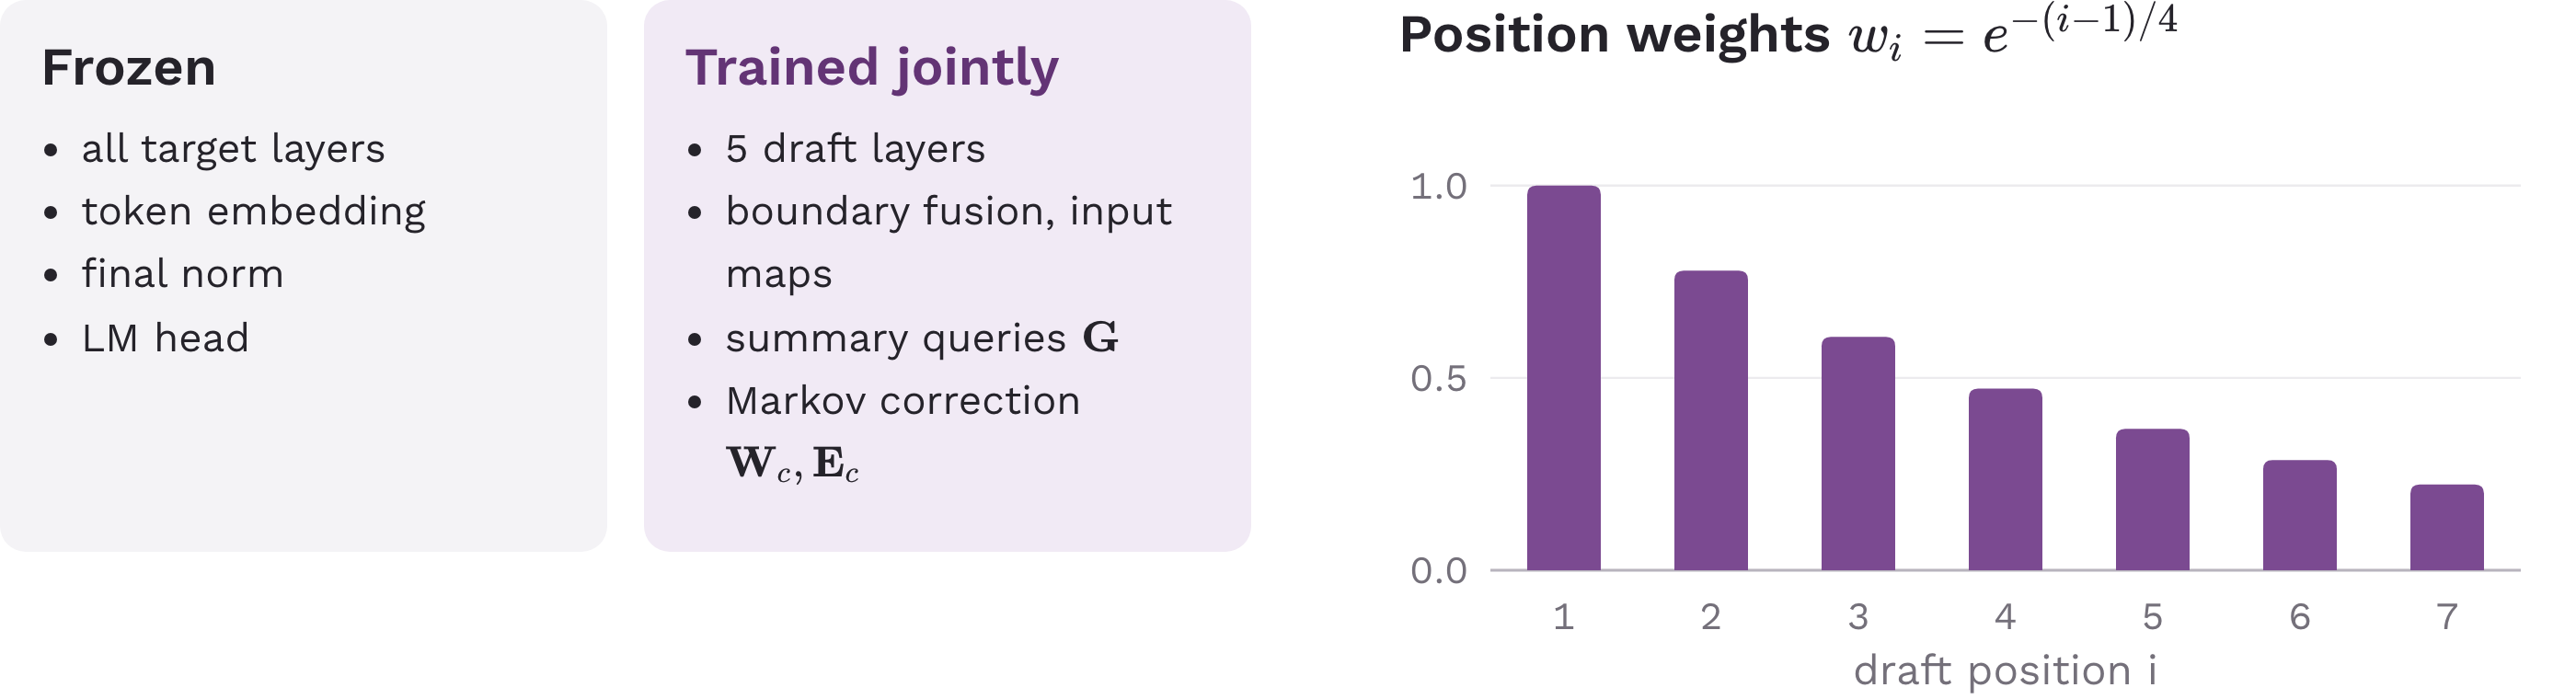 Frozen
• all target layers
• token embedding
• final norm
• LM head
Trained jointly
• 5 draft layers
• boundary fusion, input
maps
• summary queries G
• Markov correction
W_c, E_c
Position weights w_i = e^{-(i-1)/4}
1.0
0.5
0.0
1 2 3 4 5 6 7
draft position i